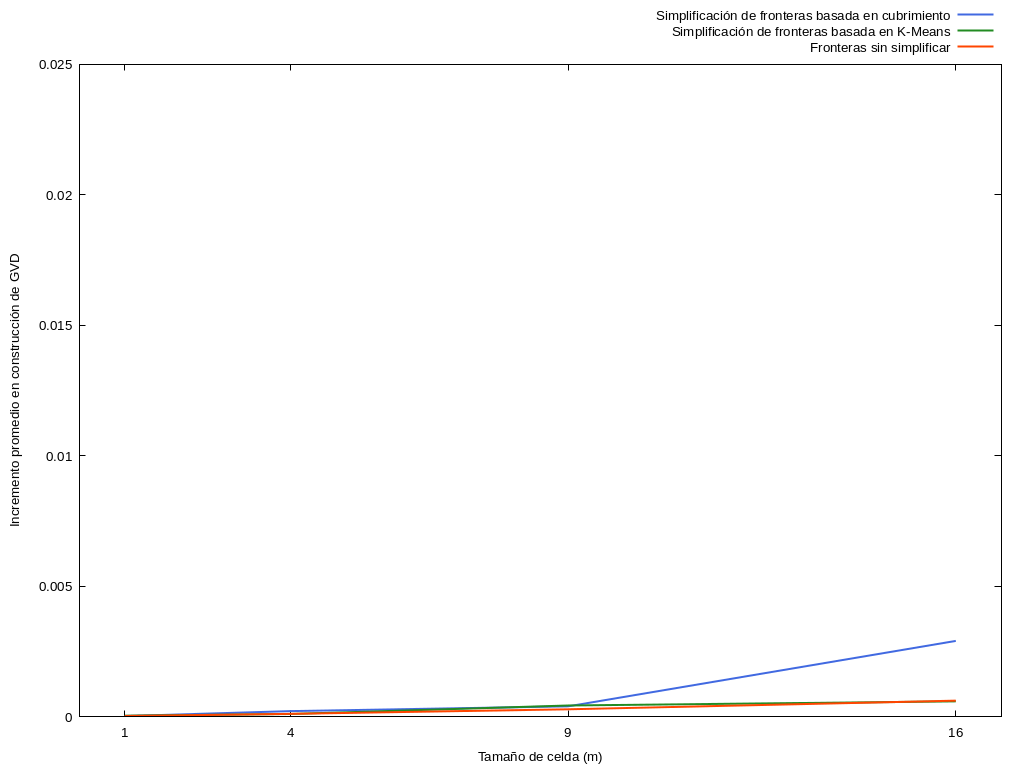 Simplificación de fronteras basada en cubrimiento
Simplificación de fronteras basada en K-Means
Fronteras sin simplificar
0.025
0.02
0.015
0.01
0.005
0
Incremento promedio en construcción de GVD
1 4 9 16
Tamaño de celda (m)